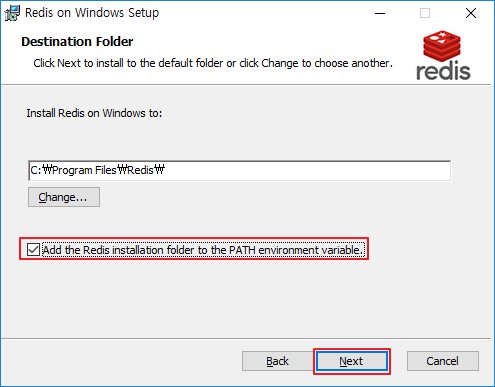 Redis on Windows Setup
Destination Folder
Click Next to install to the default folder or click Change to choose another.
redis
Install Redis on Windows to:
C:₩Program Files₩Redis₩
Change...
Add the Redis installation folder to the PATH environment variable.
Back
Next
Cancel